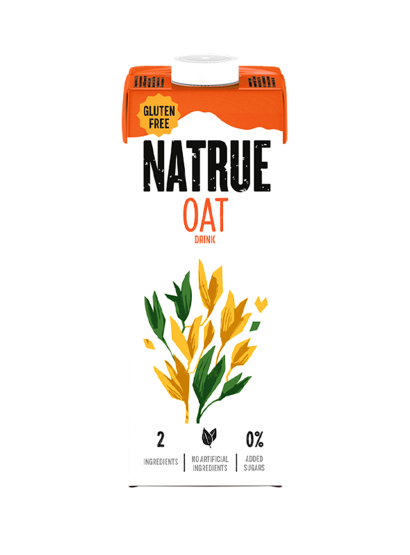 GLUTEN
FREE
NATRUE
OAT
DRINK
2
INGREDIENTS
NO ARTIFICIAL
INGREDIENTS
0%
ADDED
SUGARS